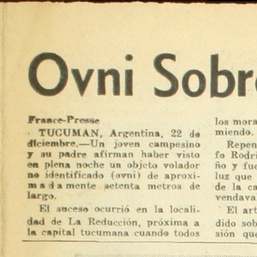 Ovni Sobr
France-Presse
TUCUMAN, Argentina, 22 de
diciembre.—Un joven campesino
y su padre afirman haber visto
en plena noche un objeto volador
no identificado (ovni) de aproxi-
madamente setenta metros de
largo.
El suceso ocurrió en la locali-
dad de La Reducción, próxima a
la capital tucumana cuando todos
los mora
miendo.
Repen
fo Rodri
ño y fue
luz que
de la ca
vendava
El art
dido sob
sión que